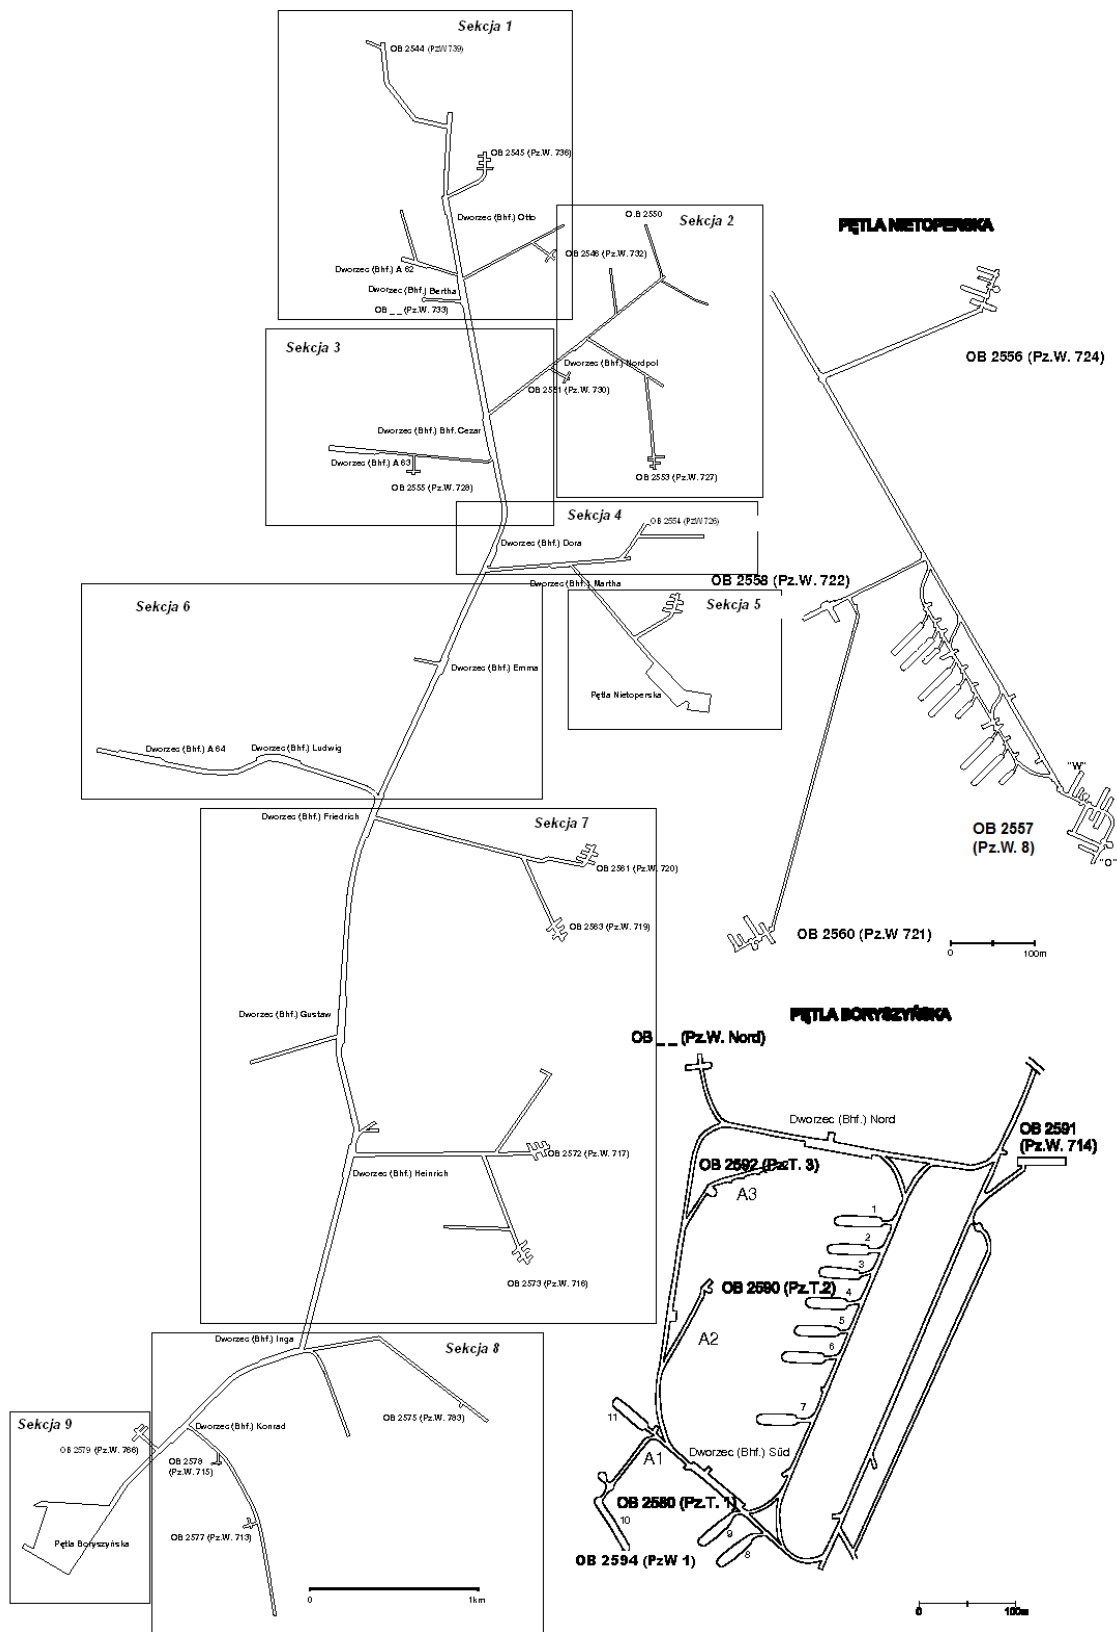 Sekcja 1
OB 2544 (Pz.W 739)
OB 2545 (Pz.W. 736)
Dworzec (Bhf.) Otto
OB 2546 (Pz.W. 732)
Dworzec (Bhf.) A 62
Dworzec (Bhf.) Bertha
OB _ _ (Pz.W. 733)
Sekcja 2
O.B 2550
Dworzec (Bhf.) Nordpol
OB 2551 (Pz.W. 730)
OB 2553 (Pz.W. 727)
Sekcja 3
Dworzec (Bhf.) Bhf. Cezar
Dworzec (Bhf.) A 63
OB 2555 (Pz.W. 728)
Sekcja 4
OB 2554 (Pz.W 726)
Dworzec (Bhf.) Dora
Dworzec (Bhf.) Martha
Sekcja 5
Pętla Nietoperska
Sekcja 6
Dworzec (Bhf.) Emma
Dworzec (Bhf.) A 64
Dworzec (Bhf.) Ludwig
Dworzec (Bhf.) Friedrich
Sekcja 7
OB 2561 (Pz.W. 720)
OB 2563 (Pz.W. 719)
Dworzec (Bhf.) Gustaw
OB 2572 (Pz.W. 717)
Dworzec (Bhf.) Heinrich
OB 2573 (Pz.W. 716)
Dworzec (Bhf.) Inga
Sekcja 8
OB 2575 (Pz.W. 783)
Dworzec (Bhf.) Konrad
OB 2578
(Pz.W. 715)
OB 2577 (Pz.W. 713)
0 1km
Sekcja 9
OB 2579 (Pz.W. 766)
Pętla Boryszyńska
PĘTLA NIETOPERSKA
OB 2556 (Pz.W. 724)
OB 2558 (Pz.W. 722)
"W"
OB 2557
(Pz.W. 8)
"O"
OB 2560 (Pz.W 721)
0 100m
PĘTLA BORYSZYŃSKA
OB _ _ (Pz.W. Nord)
Dworzec (Bhf.) Nord
OB 2591
(Pz.W. 714)
OB 2592 (Pz.T. 3)
A3
1
2
3
4
5
6
7
OB 2590 (Pz.T.2)
A2
11
A1
Dworzec (Bhf.) Süd
OB 2580 (Pz.T. 1)
10
9
8
OB 2594 (PzW 1)
0 100m